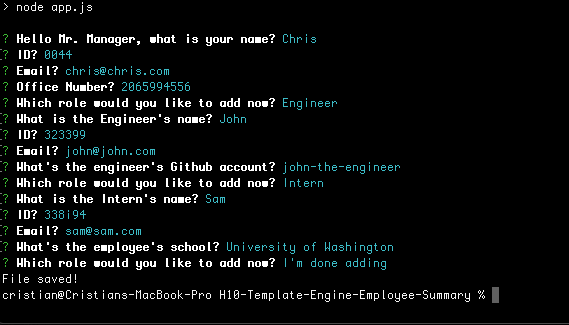 > node app.js
? Hello Mr. Manager, what is your name? Chris
[? ID? 0044
? Email? chris@chris.com
[? Office Number? 2065994556
? Which role would you like to add now? Engineer
[? What is the Engineer's name? John
[? ID? 323399
? Email? john@john.com
[? What's the engineer's Github account? john-the-engineer
? Which role would you like to add now? Intern
[? What is the Intern's name? Sam
[? ID? 338i94
? Email? sam@sam.com
[? What's the employee's school? University of Washington
? Which role would you like to add now? I'm done adding
File saved!
cristian@Cristians-MacBook-Pro H10-Template-Engine-Employee-Summary %